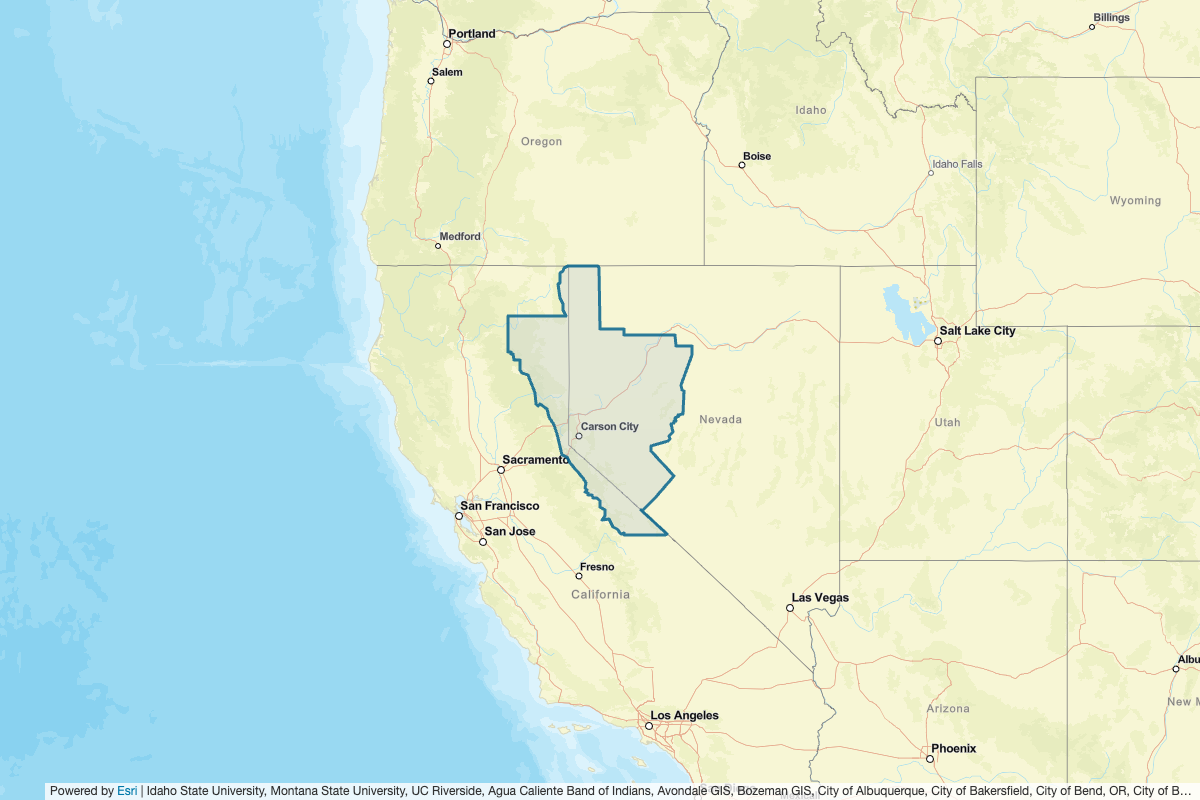 Billings
Portland
Salem
Idaho
Oregon
Boise
Idaho Falls
Wyoming
Medford
Salt Lake City
Nevada
Utah
Carson City
Sacramento
San Francisco
San Jose
Fresno
California
Las Vegas
Albu
New M
Arizona
Los Angeles
Phoenix
Powered by Esri | Idaho State University, Montana State University, UC Riverside, Agua Caliente Band of Indians, Avondale GIS, Bozeman GIS, City of Albuquerque, City of Bakersfield, City of Bend, OR, City of B...